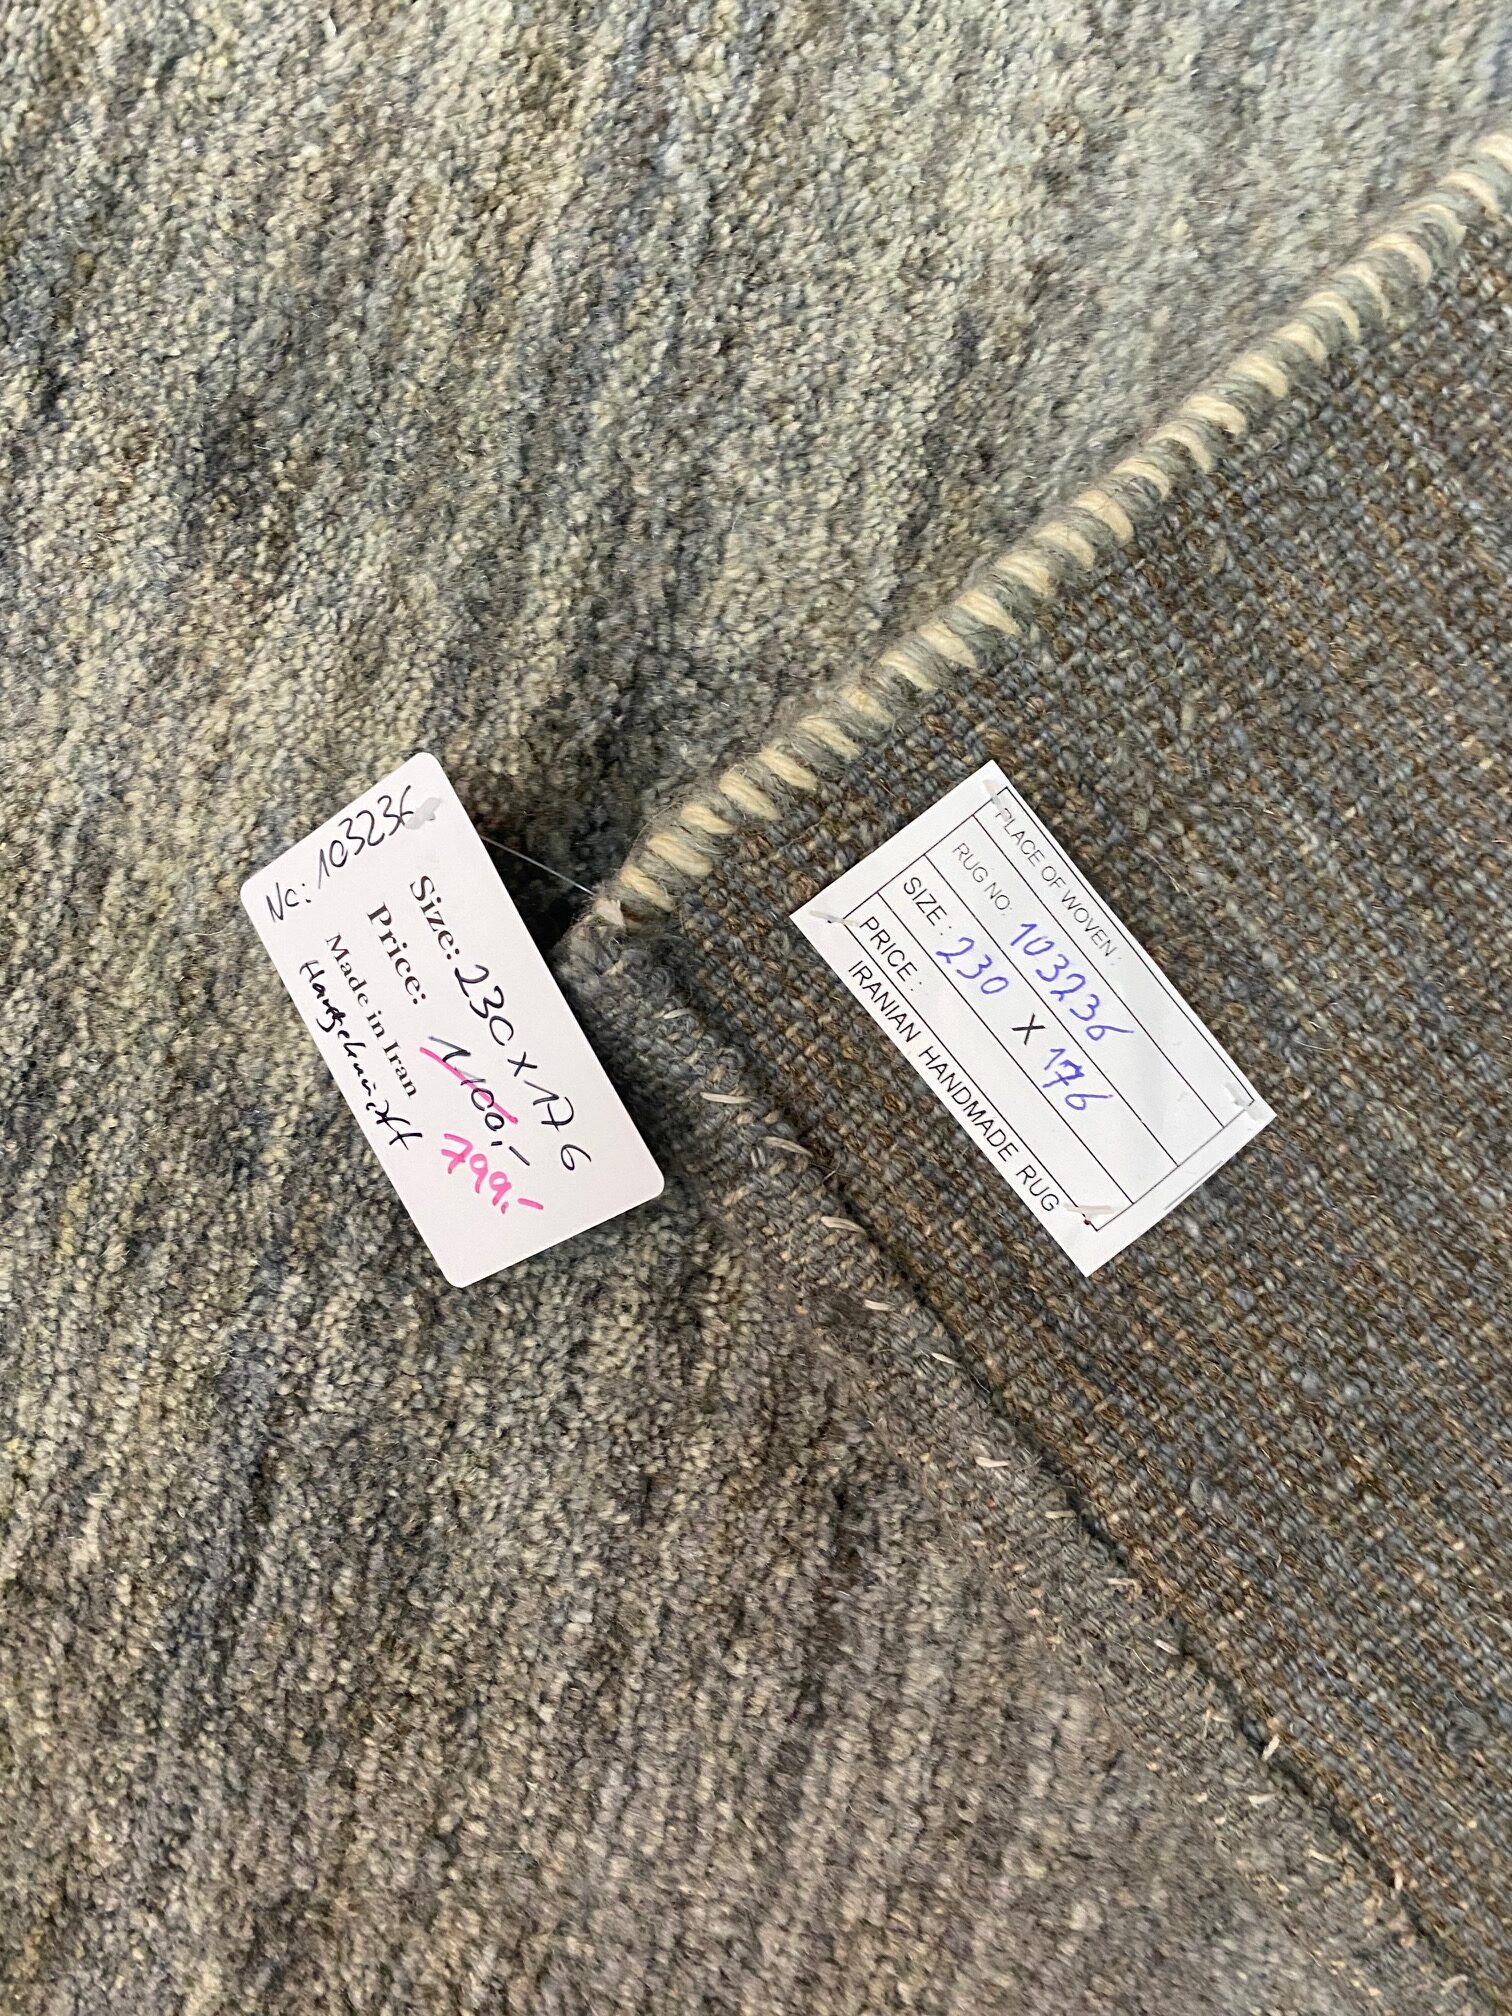 No: 103236
Size: 230 x 176
Price: 1100,-
799,-
Made in Iran
Handgeknüpft
PLACE OF WOVEN:
RUG NO: 103236
SIZE: 230 X 176
PRICE:
IRANIAN HANDMADE RUG